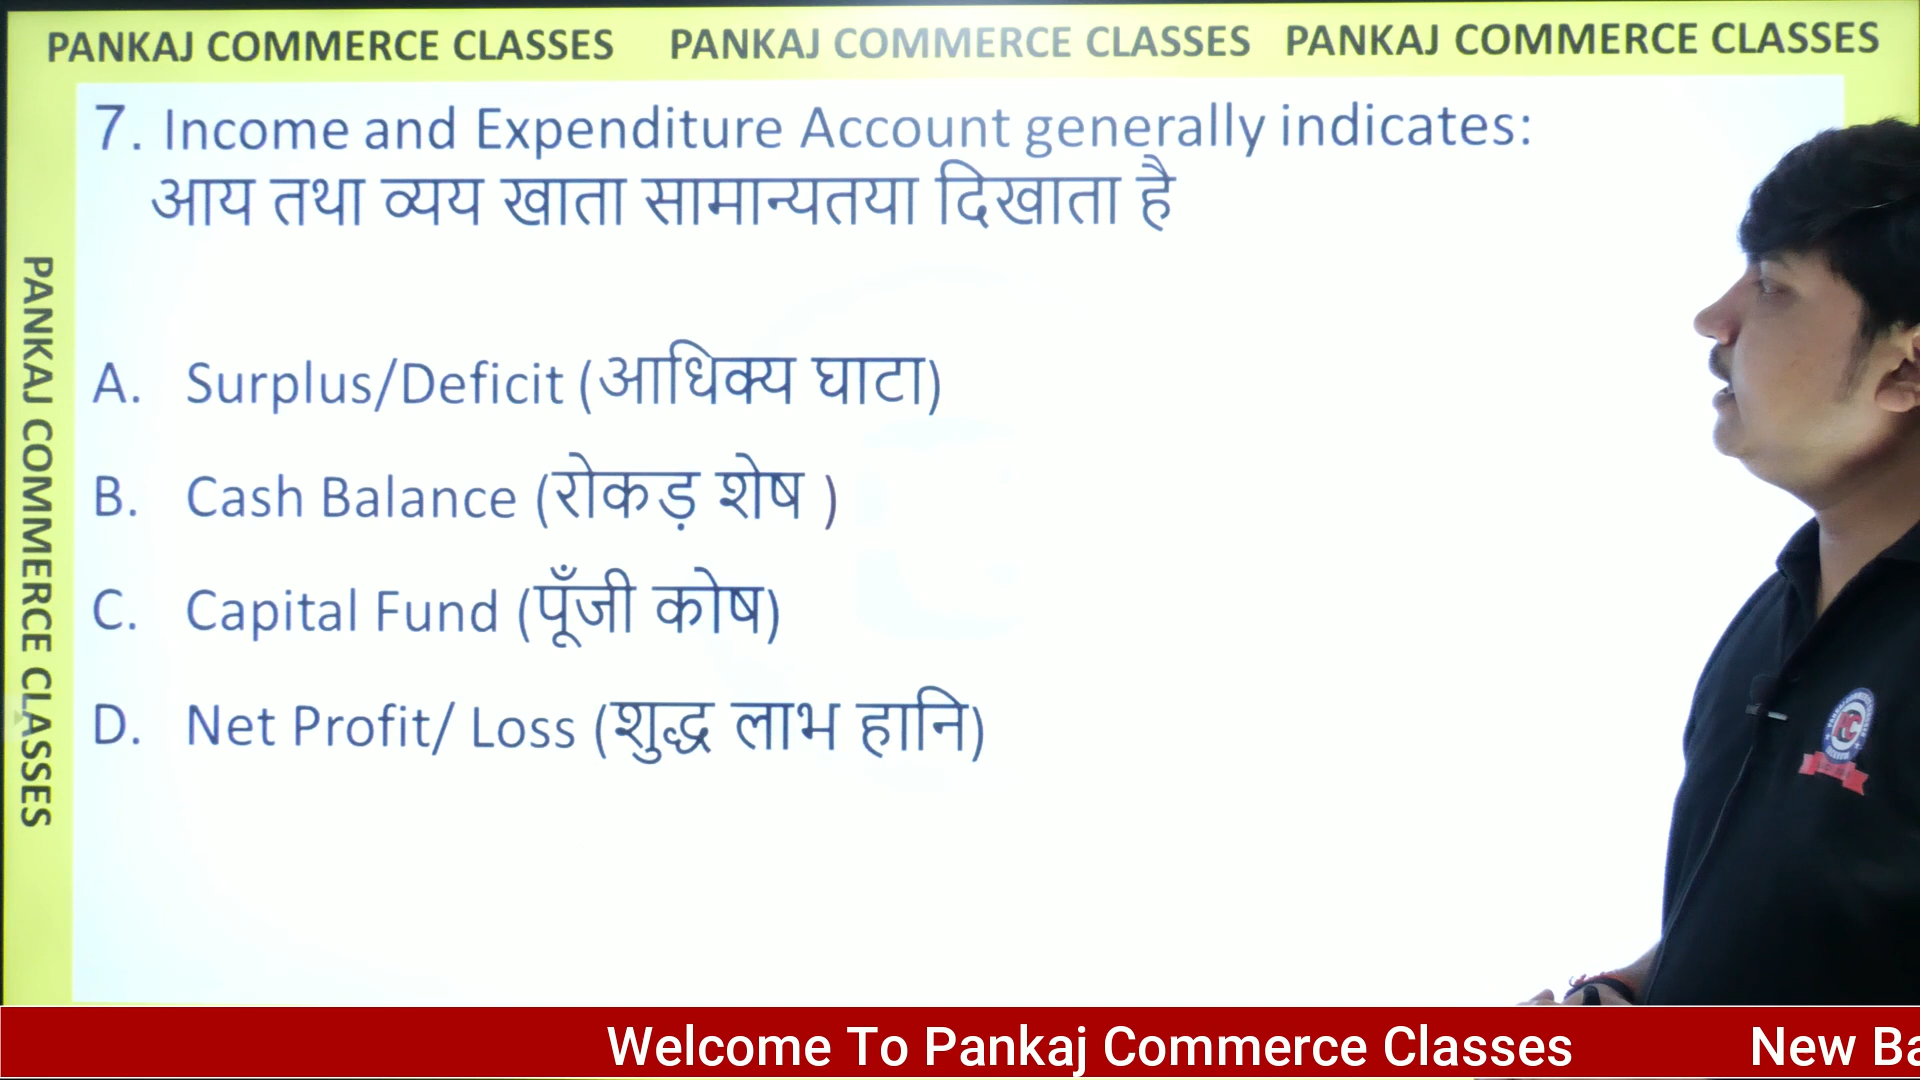 PANKAJ COMMERCE CLASSES PANKAJ COMMERCE CLASSES PANKAJ COMMERCE CLASSES
PANKAJ COMMERCE CLASSES
7. Income and Expenditure Account generally indicates:
आय तथा व्यय खाता सामान्यतया दिखाता है
A. Surplus/Deficit (आधिक्य घाटा)
B. Cash Balance (रोकड़ शेष )
C. Capital Fund (पूँजी कोष)
D. Net Profit/ Loss (शुद्ध लाभ हानि)
Welcome To Pankaj Commerce Classes New Ba